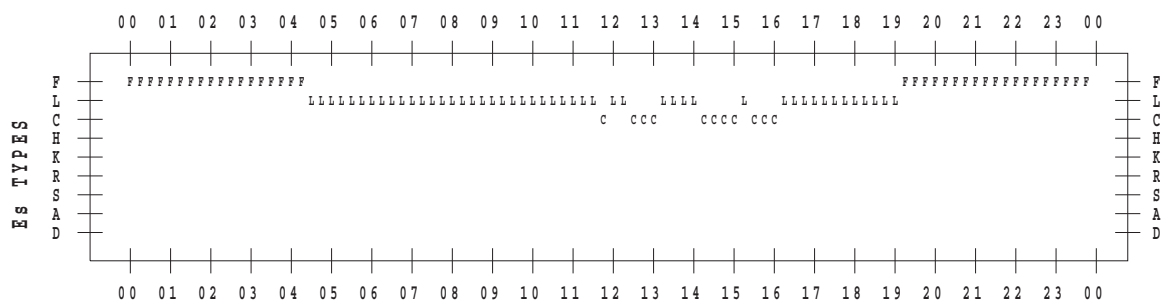 00 01 02 03 04 05 06 07 08 09 10 11 12 13 14 15 16 17 18 19 20 21 22 23 00
F FFFFFFFFFFFFFFFFFF FFFFFFFFFFFFFFFFFFF F
L LLLLLLLLLLLLLLLLLLLLLLLLLLLLL LL LLLL L LLLLLLLLLLLL L
C C CCC CCCC CCC C
H H
K K
R R
S S
A A
D D
Es TYPES
00 01 02 03 04 05 06 07 08 09 10 11 12 13 14 15 16 17 18 19 20 21 22 23 00